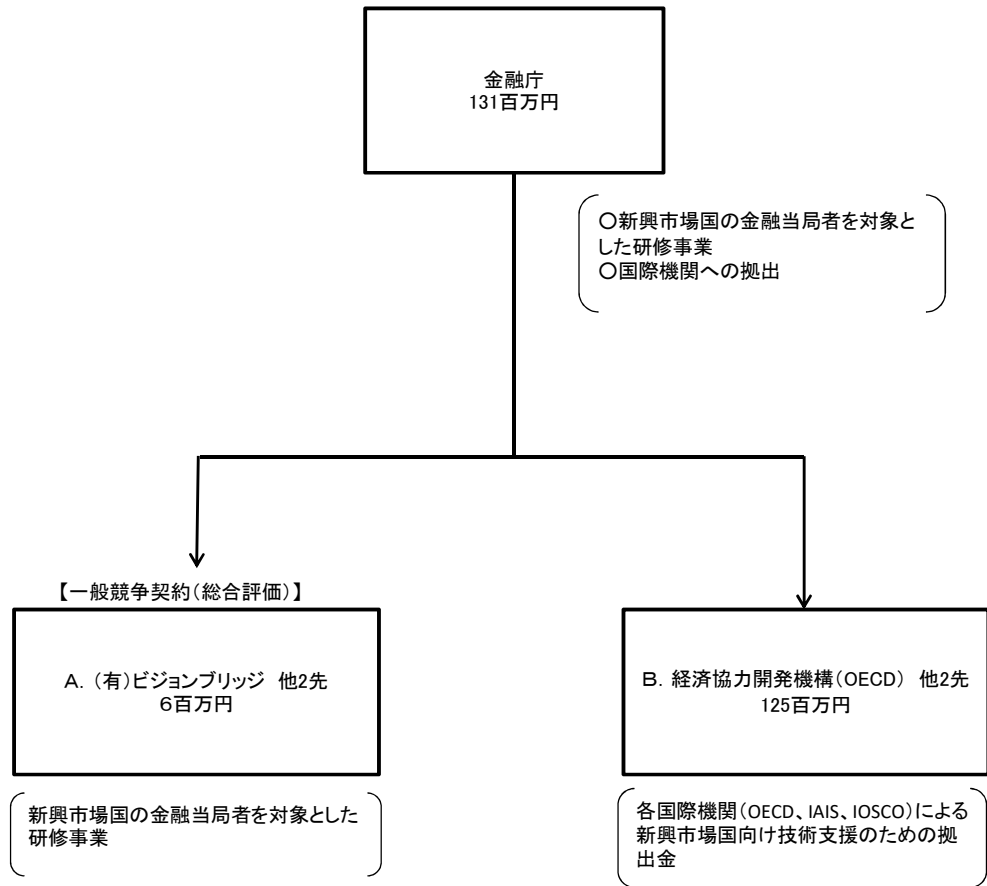 金融庁
131百万円
○新興市場国の金融当局者を対象と
した研修事業
○国際機関への拠出
【一般競争契約（総合評価）】
A．（有）ビジョンブリッジ　他2先
６百万円
B．経済協力開発機構（OECD）　他2先
125百万円
新興市場国の金融当局者を対象とした
研修事業
各国際機関（OECD、IAIS、IOSCO）による
新興市場国向け技術支援のための拠
出金